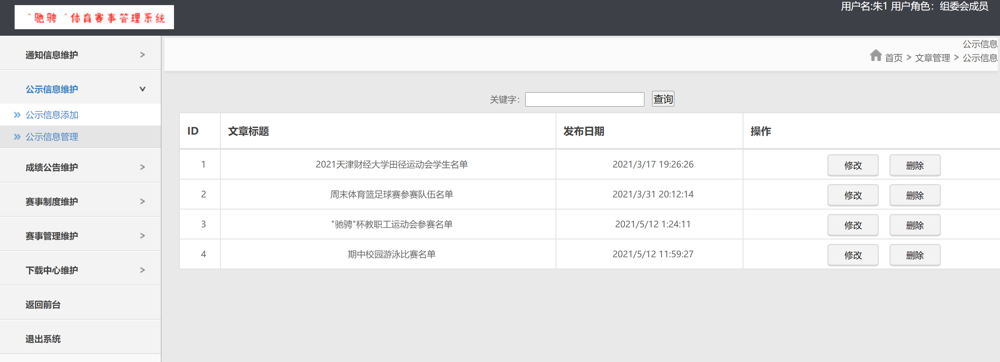 "驰骋"体育赛事管理系统
用户名:朱1 用户角色：组委会成员
通知信息维护 >
公示信息维护 v
» 公示信息添加
» 公示信息管理
成绩公告维护 >
赛事制度维护 >
赛事管理维护 >
下载中心维护 >
返回前台
退出系统
公示信息
首页 > 文章管理 > 公示信息
关键字： 查询
ID 文章标题 发布日期 操作
1 2021天津财经大学田径运动会学生名单 2021/3/17 19:26:26 修改 删除
2 周末体育篮足球赛参赛队伍名单 2021/3/31 20:12:14 修改 删除
3 "驰骋"杯教职工运动会参赛名单 2021/5/12 1:24:11 修改 删除
4 期中校园游泳比赛名单 2021/5/12 11:59:27 修改 删除